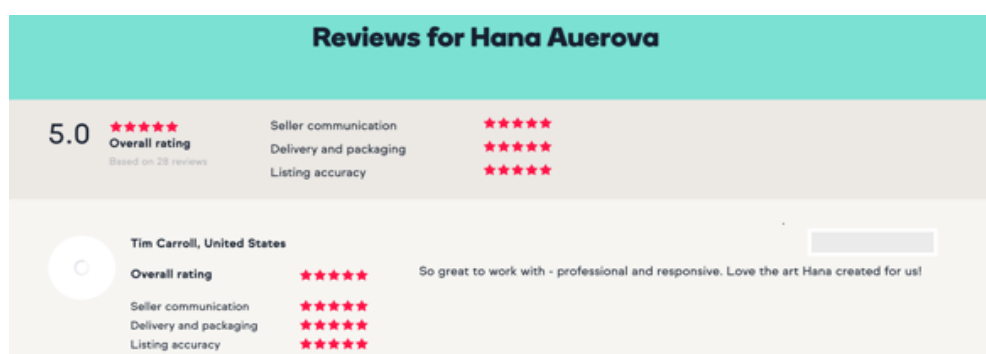 Reviews for Hana Auerova
5.0
Overall rating
Based on 28 reviews
Seller communication
Delivery and packaging
Listing accuracy
Tim Carroll, United States
Overall rating
So great to work with - professional and responsive. Love the art Hana created for us!
Seller communication
Delivery and packaging
Listing accuracy